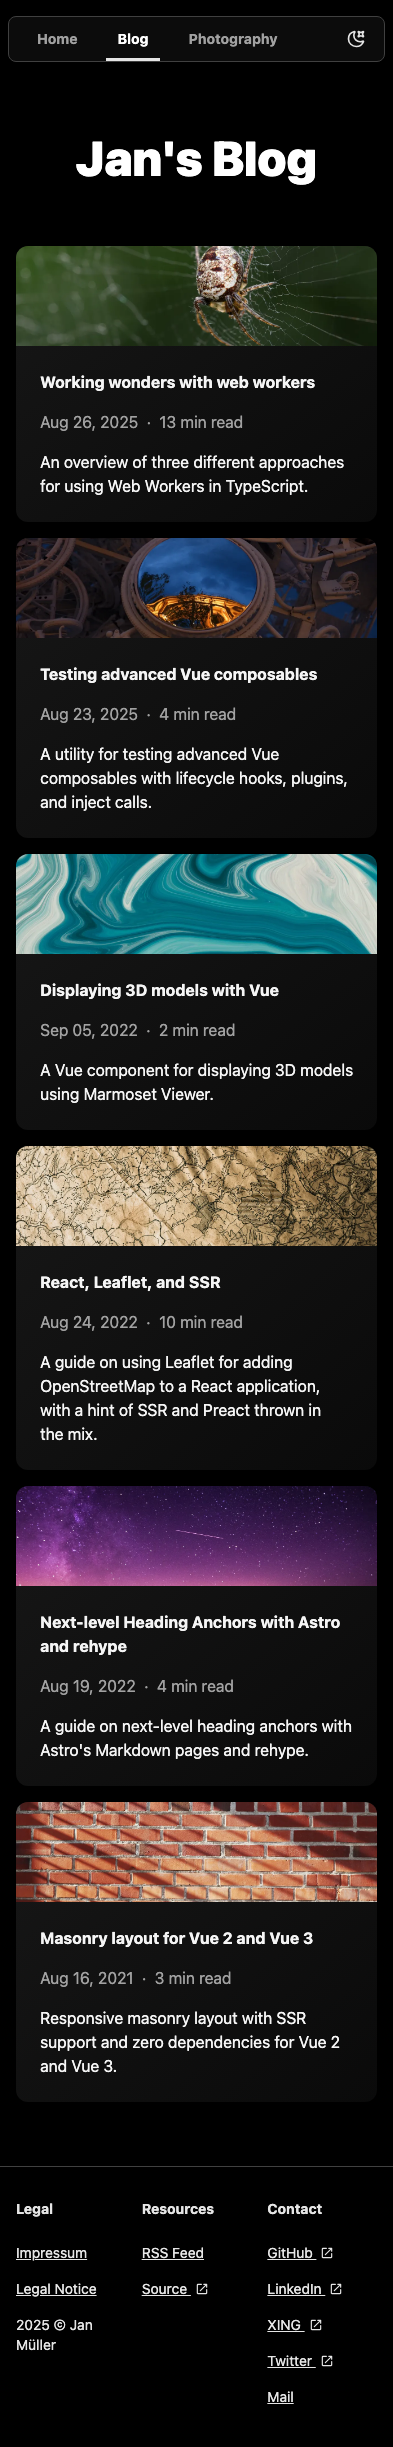 Home Blog Photography
Jan's Blog
Working wonders with web workers
Aug 26, 2025 · 13 min read
An overview of three different approaches
for using Web Workers in TypeScript.
Testing advanced Vue composables
Aug 23, 2025 · 4 min read
A utility for testing advanced Vue
composables with lifecycle hooks, plugins,
and inject calls.
Displaying 3D models with Vue
Sep 05, 2022 · 2 min read
A Vue component for displaying 3D models
using Marmoset Viewer.
React, Leaflet, and SSR
Aug 24, 2022 · 10 min read
A guide on using Leaflet for adding
OpenStreetMap to a React application,
with a hint of SSR and Preact thrown in
the mix.
Next-level Heading Anchors with Astro
and rehype
Aug 19, 2022 · 4 min read
A guide on next-level heading anchors with
Astro's Markdown pages and rehype.
Masonry layout for Vue 2 and Vue 3
Aug 16, 2021 · 3 min read
Responsive masonry layout with SSR
support and zero dependencies for Vue 2
and Vue 3.
Legal
Impressum
Legal Notice
2025 © Jan
Müller
Resources
RSS Feed
Source
Contact
GitHub
LinkedIn
XING
Twitter
Mail